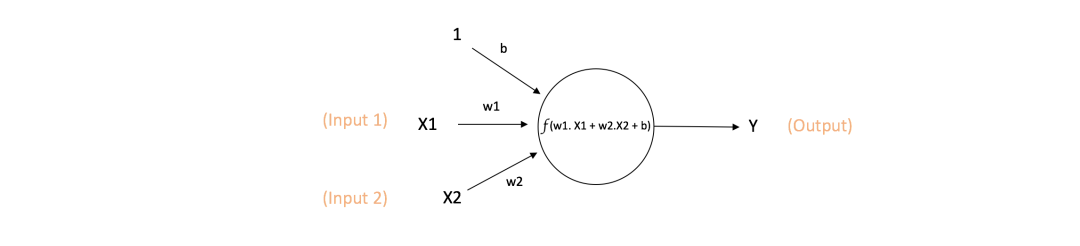 1
b
w1
(Input 1)
X1
f(w1. X1 + w2.X2 + b)
Y
(Output)
w2
(Input 2)
X2